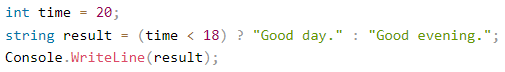 int time = 20;
string result = (time < 18) ? "Good day." : "Good evening.";
Console.WriteLine(result);